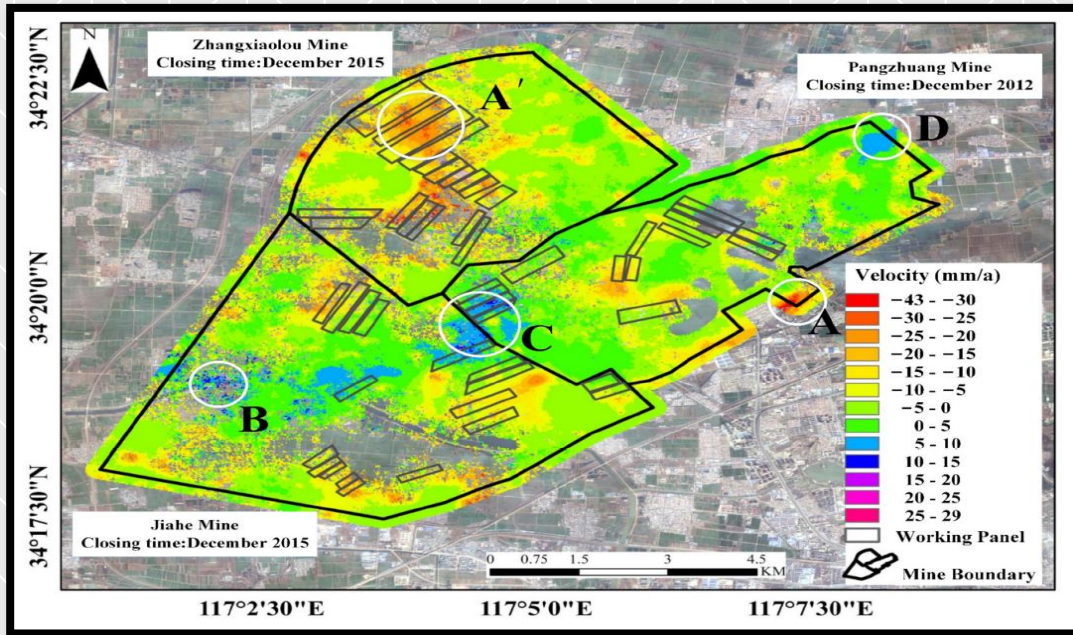 N
Zhangxiaolou Mine
Closing time:December 2015
Pangzhuang Mine
Closing time:December 2012
34°22'30"N
34°20'0"N
34°17'30"N
A'
D
C
A
B
Velocity (mm/a)
−43 - −30
−30 - −25
−25 - −20
−20 - −15
−15 - −10
−10 - −5
−5 - 0
0 - 5
5 - 10
10 - 15
15 - 20
20 - 25
25 - 29
Working Panel
Mine Boundary
Jiahe Mine
Closing time:December 2015
0 0.75 1.5 3 4.5
KM
117°2'30"E 117°5'0"E 117°7'30"E